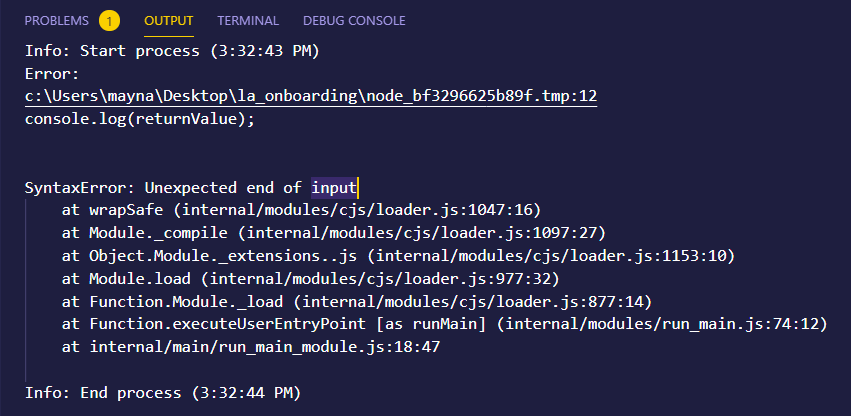 PROBLEMS 1 OUTPUT TERMINAL DEBUG CONSOLE
Info: Start process (3:32:43 PM)
Error:
c:\Users\mayna\Desktop\la_onboarding\node_bf3296625b89f.tmp:12
console.log(returnValue);
SyntaxError: Unexpected end of input
at wrapSafe (internal/modules/cjs/loader.js:1047:16)
at Module._compile (internal/modules/cjs/loader.js:1097:27)
at Object.Module._extensions..js (internal/modules/cjs/loader.js:1153:10)
at Module.load (internal/modules/cjs/loader.js:977:32)
at Function.Module._load (internal/modules/cjs/loader.js:877:14)
at Function.executeUserEntryPoint [as runMain] (internal/modules/run_main.js:74:12)
at internal/main/run_main_module.js:18:47
Info: End process (3:32:44 PM)